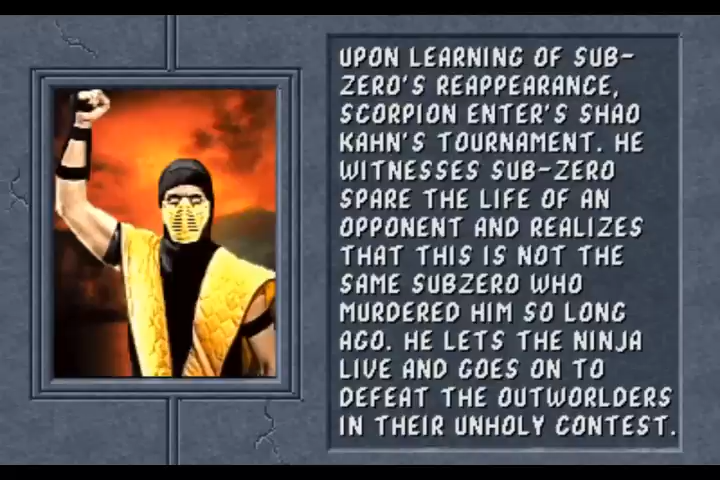 UPON LEARNING OF SUB-
ZERO'S REAPPEARANCE,
SCORPION ENTER'S SHAO
KAHN'S TOURNAMENT. HE
WITNESSES SUB-ZERO
SPARE THE LIFE OF AN
OPPONENT AND REALIZES
THAT THIS IS NOT THE
SAME SUBZERO WHO
MURDERED HIM SO LONG
AGO. HE LETS THE NINJA
LIVE AND GOES ON TO
DEFEAT THE OUTWORLDERS
IN THEIR UNHOLY CONTEST.